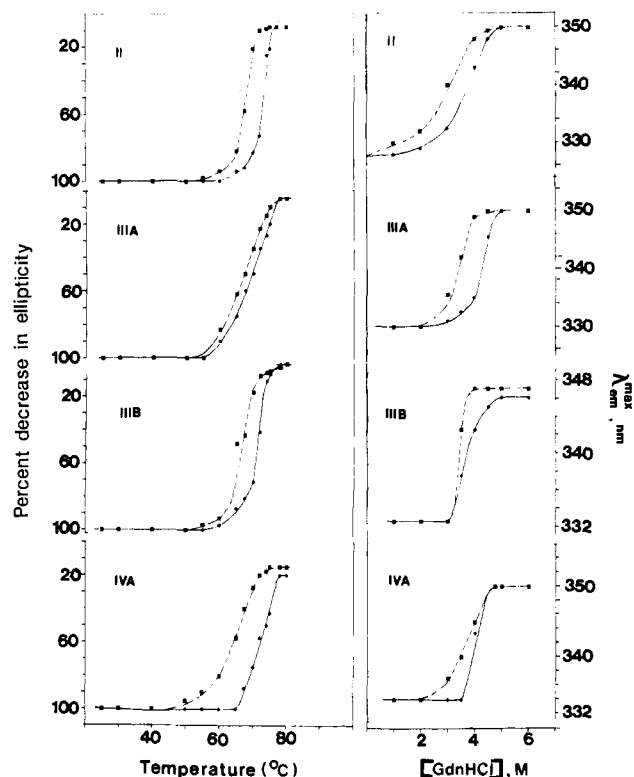 Percent decrease in ellipticity
II
20
60
100
IIIA
20
60
100
IIIB
20
60
100
IVA
20
60
100
40 60 80
Temperature (°C)
II
350
340
330
IIIA
350
340
330
IIIB
348
340
332
IVA
350
340
332
λ max em , nm
2 4 6
[GdnHCl], M